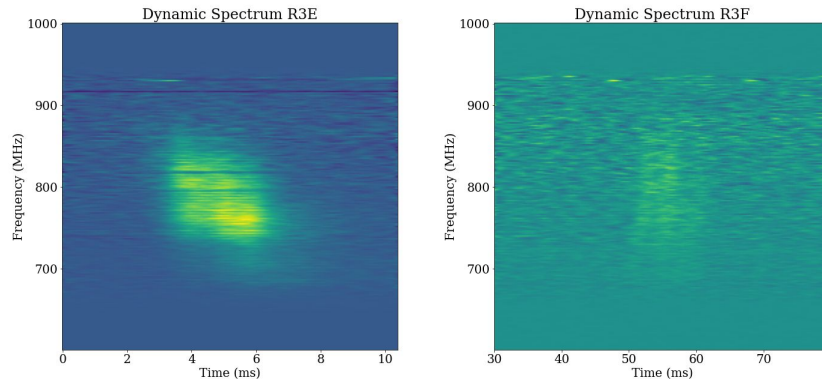 Dynamic Spectrum R3E
1000
900
800
700
Frequency (MHz)
0 2 4 6 8 10
Time (ms)
Dynamic Spectrum R3F
1000
900
800
700
Frequency (MHz)
30 40 50 60 70
Time (ms)